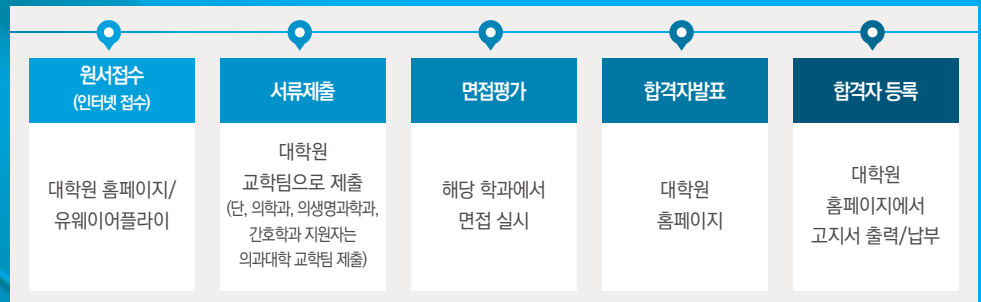 원서접수
(인터넷 접수)
대학원 홈페이지/
유웨이어플라이
서류제출
대학원
교학팀으로 제출
(단, 의학과, 의생명과학과,
간호학과 지원자는
의과대학 교학팀 제출)
면접평가
해당 학과에서
면접 실시
합격자발표
대학원
홈페이지
합격자 등록
대학원
홈페이지에서
고지서 출력/납부